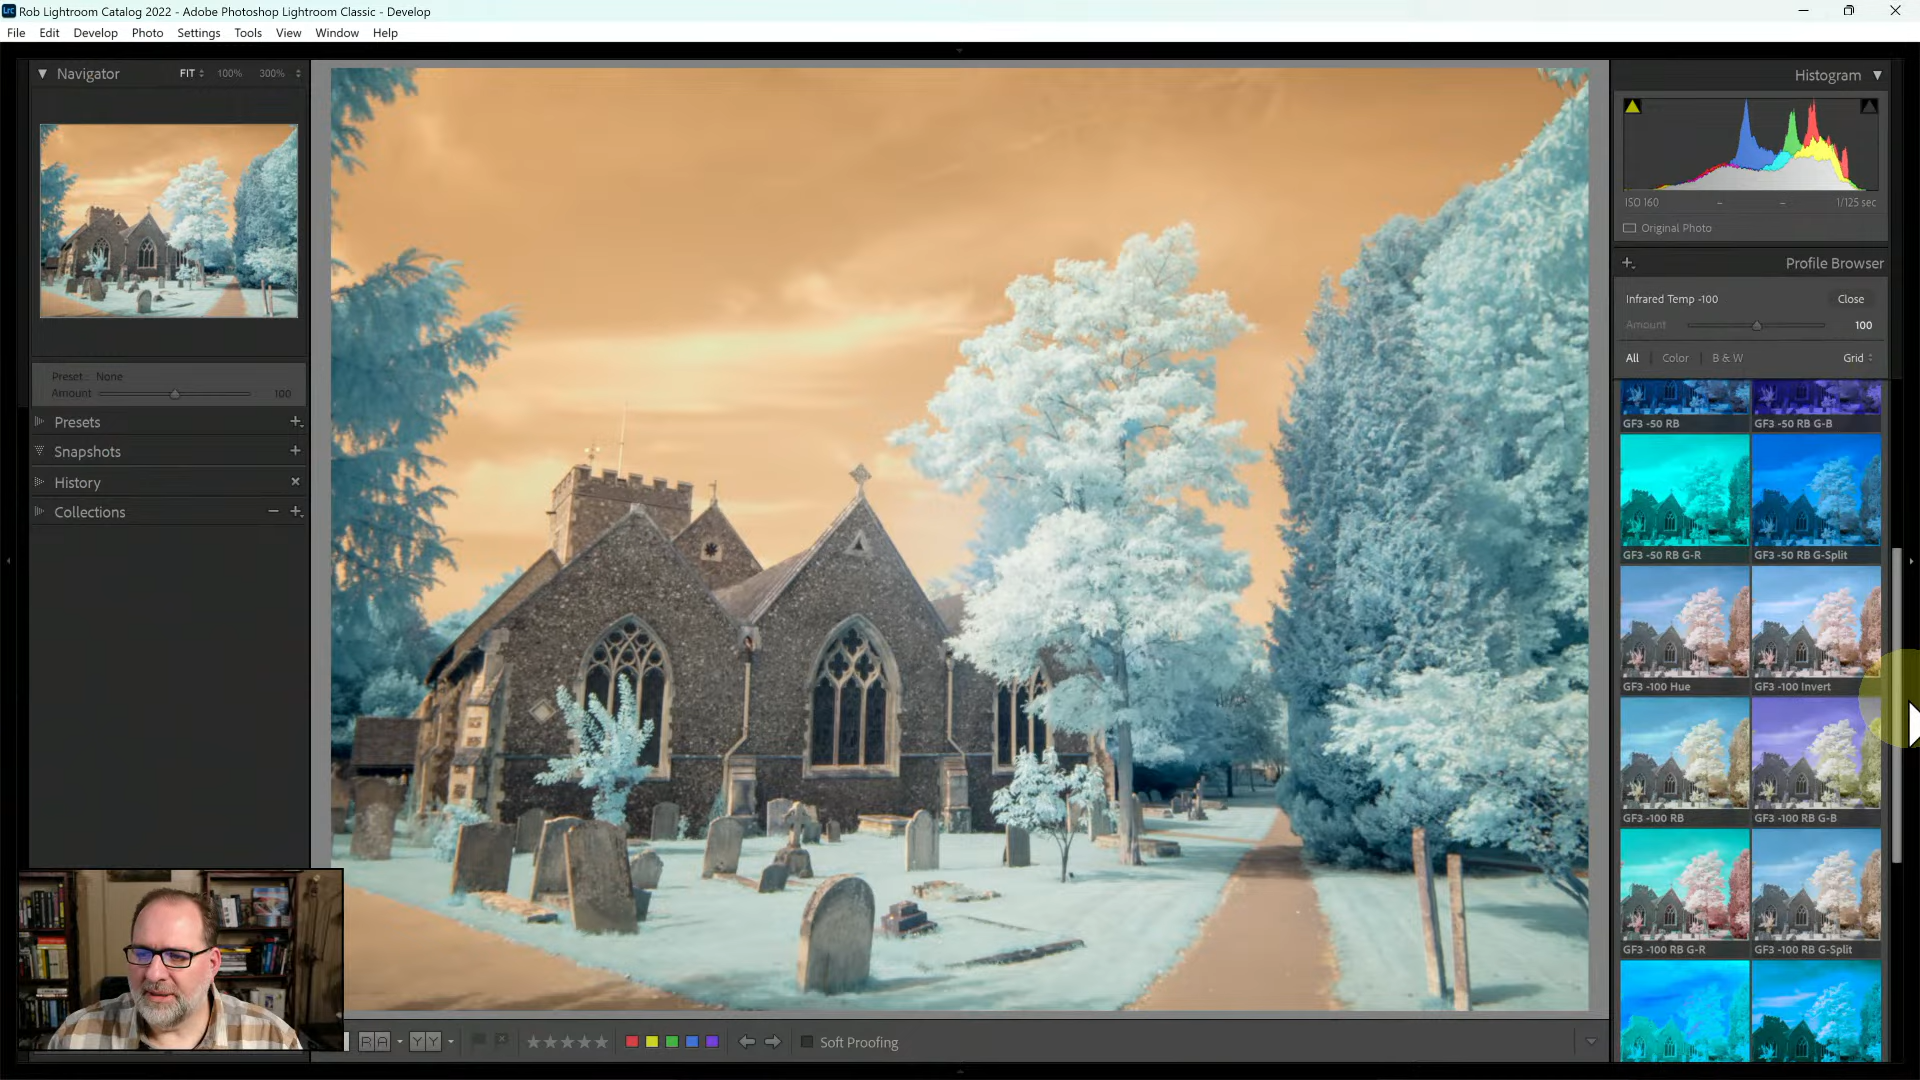 Lrc Rob Lightroom Catalog 2022 - Adobe Photoshop Lightroom Classic - Develop
File Edit Develop Photo Settings Tools View Window Help
Navigator FIT 100% 300%
Preset: None
Amount 100
Presets
Snapshots
History
Collections
Histogram
ISO 160 – – 1/125 sec
Original Photo
Profile Browser
Infrared Temp -100 Close
Amount 100
All Color B & W Grid
GF3 -50 RB GF3 -50 RB G-B
GF3 -50 RB G-R GF3 -50 RB G-Split
GF3 -100 Hue GF3 -100 Invert
GF3 -100 RB GF3 -100 RB G-B
GF3 -100 RB G-R GF3 -100 RB G-Split
RA YY Soft Proofing